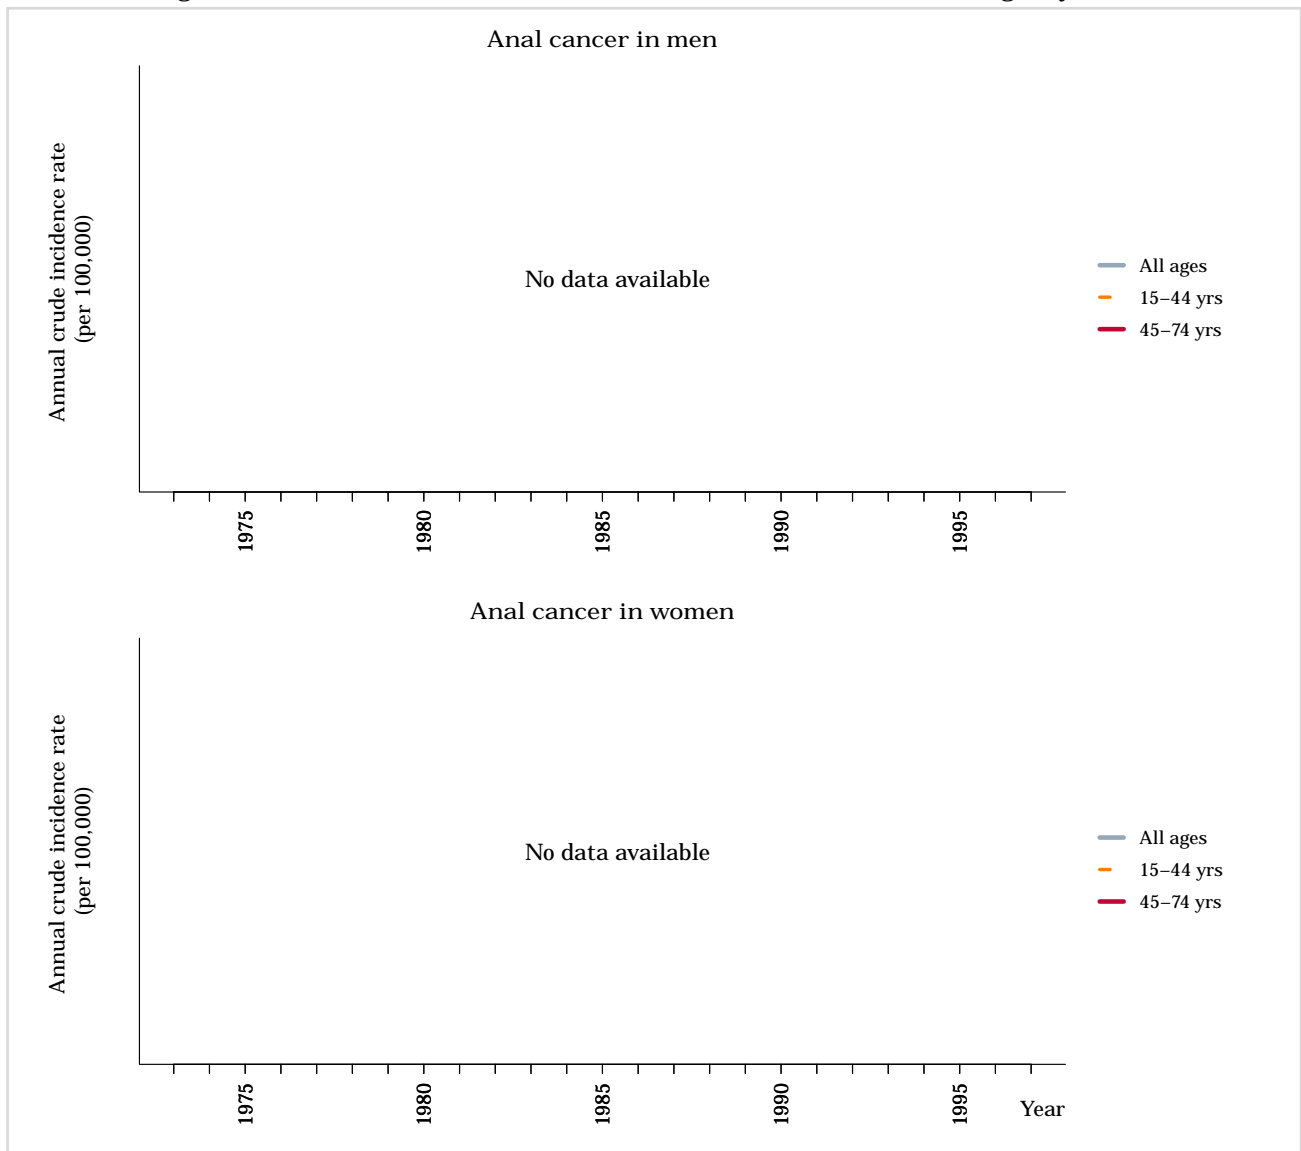 Anal cancer in men
Annual crude incidence rate
(per 100,000)
No data available
All ages
15–44 yrs
45–74 yrs
1975
1980
1985
1990
1995
Anal cancer in women
Annual crude incidence rate
(per 100,000)
No data available
All ages
15–44 yrs
45–74 yrs
1975
1980
1985
1990
1995
Year